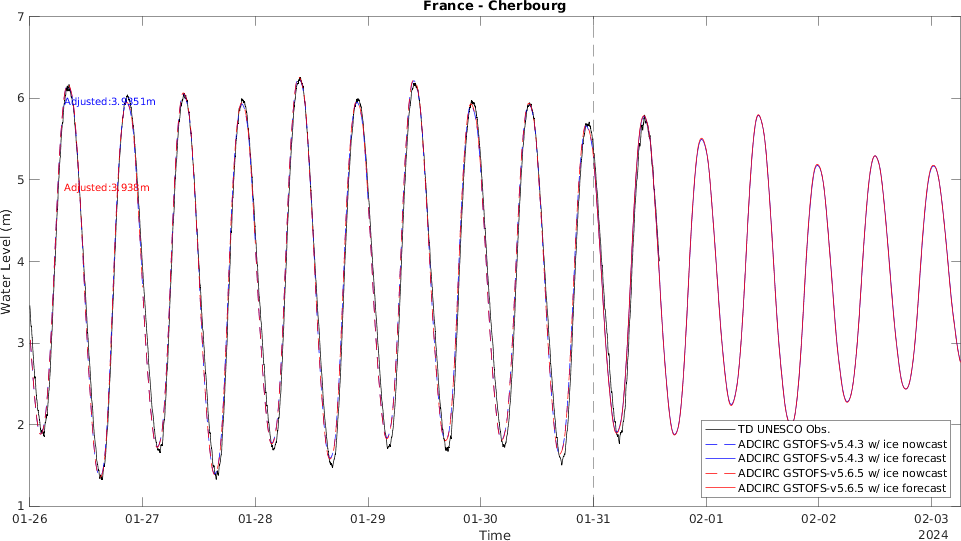 France - Cherbourg
7
6
5
4
3
2
1
Water Level (m)
Adjusted:3.9351m
Adjusted:3.938m
TD UNESCO Obs.
ADCIRC GSTOFS-v5.4.3 w/ ice nowcast
ADCIRC GSTOFS-v5.4.3 w/ ice forecast
ADCIRC GSTOFS-v5.6.5 w/ ice nowcast
ADCIRC GSTOFS-v5.6.5 w/ ice forecast
01-26 01-27 01-28 01-29 01-30 01-31 02-01 02-02 02-03
Time
2024